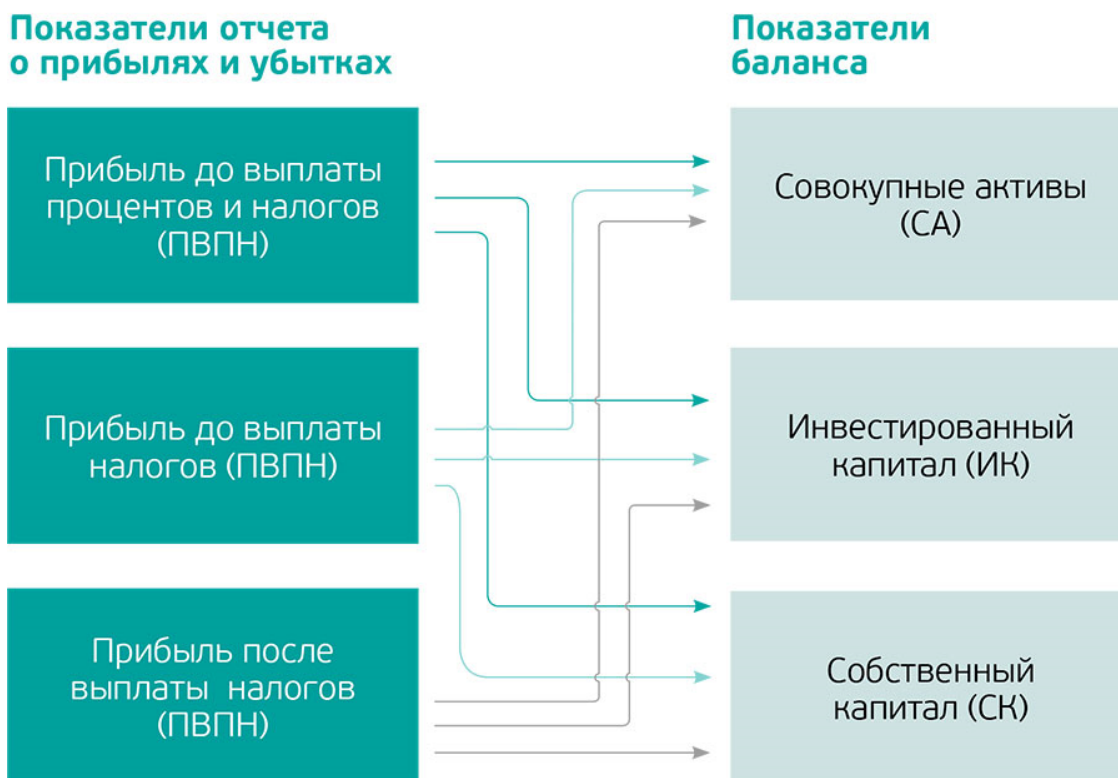 Показатели отчета
о прибылях и убытках
Прибыль до выплаты
процентов и налогов
(ПВПН)
Прибыль до выплаты
налогов (ПВПН)
Прибыль после
выплаты налогов
(ПВПН)
Показатели
баланса
Совокупные активы
(СА)
Инвестированный
капитал (ИК)
Собственный
капитал (СК)